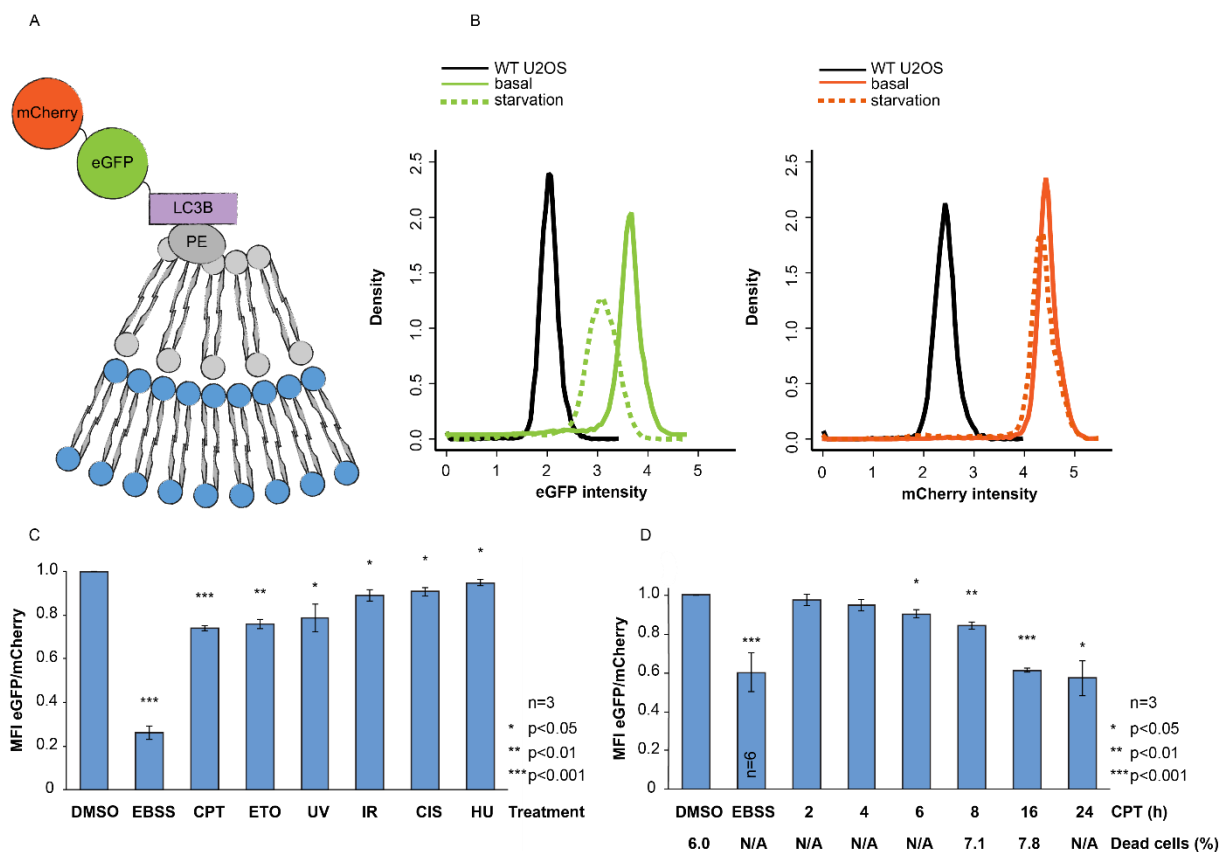 A
mCherry
eGFP
LC3B
PE
B
WT U2OS
basal
starvation
Density
2.5
2.0
1.5
1.0
0.5
0.0
0 1 2 3 4 5
eGFP intensity
WT U2OS
basal
starvation
Density
2.5
2.0
1.5
1.0
0.5
0.0
0 1 2 3 4 5
mCherry intensity
C
MFI eGFP/mCherry
1.0
0.8
0.6
0.4
0.2
0
*** *** ** * * * *
n=3
* p<0.05
** p<0.01
***p<0.001
DMSO EBSS CPT ETO UV IR CIS HU Treatment
D
MFI eGFP/mCherry
1.0
0.8
0.6
0.4
0.2
0
*** * ** *** *
n=6
n=3
* p<0.05
** p<0.01
***p<0.001
DMSO EBSS 2 4 6 8 16 24 CPT (h)
6.0 N/A N/A N/A N/A 7.1 7.8 N/A Dead cells (%)